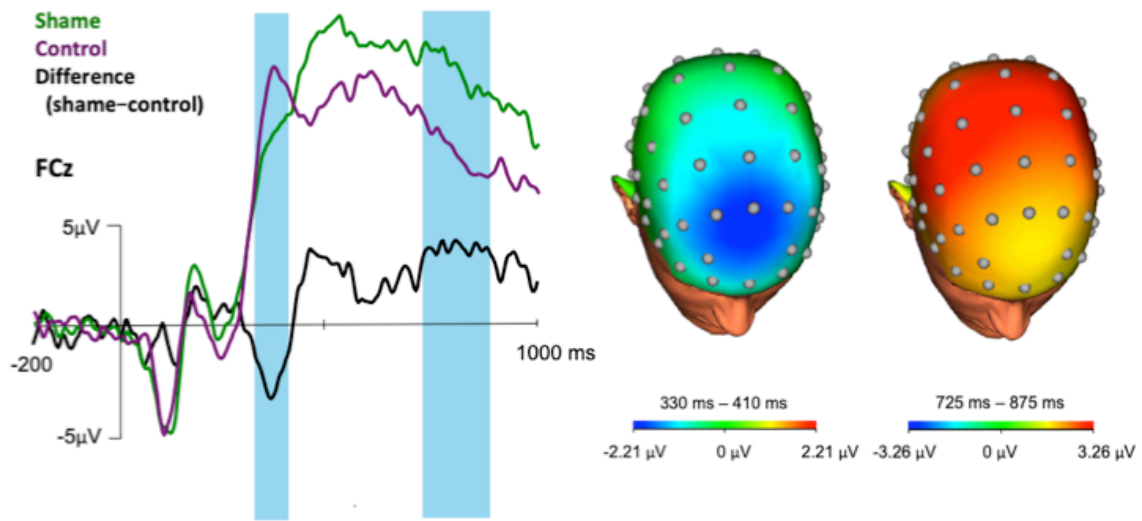 Shame
Control
Difference
(shame–control)
FCz
5µV
-200
1000 ms
-5µV
330 ms – 410 ms
-2.21 µV 0 µV 2.21 µV
725 ms – 875 ms
-3.26 µV 0 µV 3.26 µV